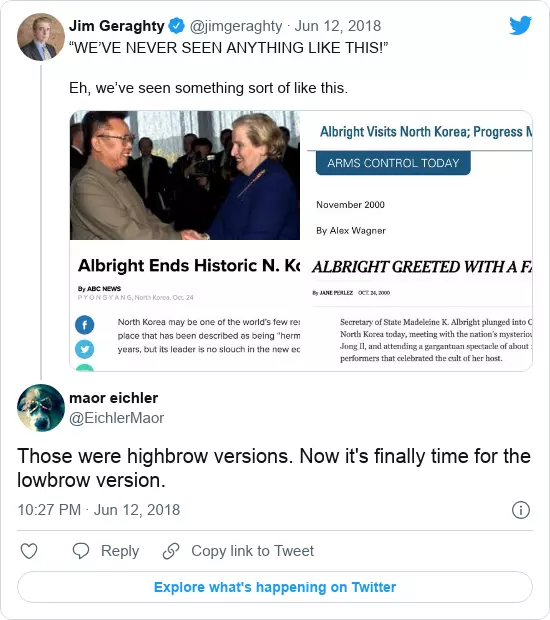 Jim Geraghty @jimgeraghty · Jun 12, 2018
“WE’VE NEVER SEEN ANYTHING LIKE THIS!”
Eh, we’ve seen something sort of like this.
Albright Ends Historic N. Ko
By ABC NEWS
PYONGYANG, North Korea, Oct. 24
North Korea may be one of the world's few re
place that has been described as being "herm
years, but its leader is no slouch in the new ec
Albright Visits North Korea; Progress M
ARMS CONTROL TODAY
November 2000
By Alex Wagner
ALBRIGHT GREETED WITH A FA
By JANE PERLEZ OCT. 24, 2000
Secretary of State Madeleine K. Albright plunged into
North Korea today, meeting with the nation's mysteriou
Jong Il, and attending a gargantuan spectacle of about
performers that celebrated the cult of her host.
maor eichler
@EichlerMaor
Those were highbrow versions. Now it's finally time for the
lowbrow version.
10:27 PM · Jun 12, 2018
Reply
Copy link to Tweet
Explore what's happening on Twitter